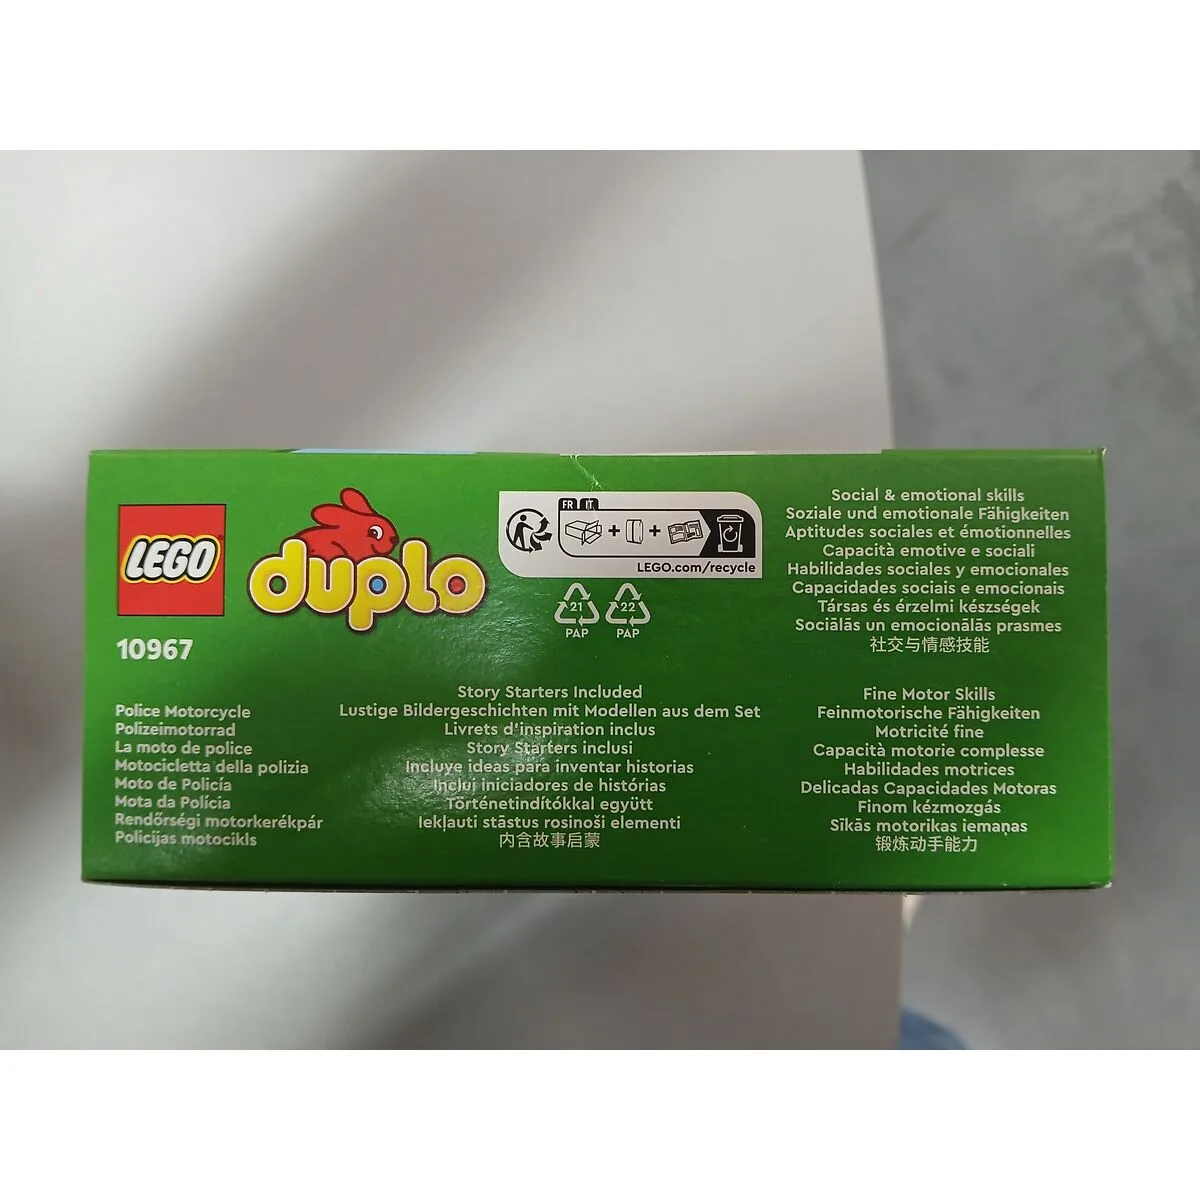 LEGO
duplo
10967
FR IT
LEGO.com/recycle
21
PAP
22
PAP
Social & emotional skills
Soziale und emotionale Fähigkeiten
Aptitudes sociales et émotionnelles
Capacità emotive e sociali
Habilidades sociales y emocionales
Capacidades sociais e emocionais
Társas és érzelmi készségek
Sociālās un emocionālās prasmes
社交与情感技能
Police Motorcycle
Polizeimotorrad
La moto de police
Motocicletta della polizia
Moto de Policía
Mota da Polícia
Rendőrségi motorkerékpár
Policijas motocikls
Story Starters Included
Lustige Bildergeschichten mit Modellen aus dem Set
Livrets d'inspiration inclus
Story Starters inclusi
Incluye ideas para inventar historias
Inclui iniciadores de histórias
Történetindítókkal együtt
Iekļauti stāstus rosinoši elementi
内含故事启蒙
Fine Motor Skills
Feinmotorische Fähigkeiten
Motricité fine
Capacità motorie complesse
Habilidades motrices
Delicadas Capacidades Motoras
Finom kézmozgás
Sīkās motorikas iemaņas
锻炼动手能力